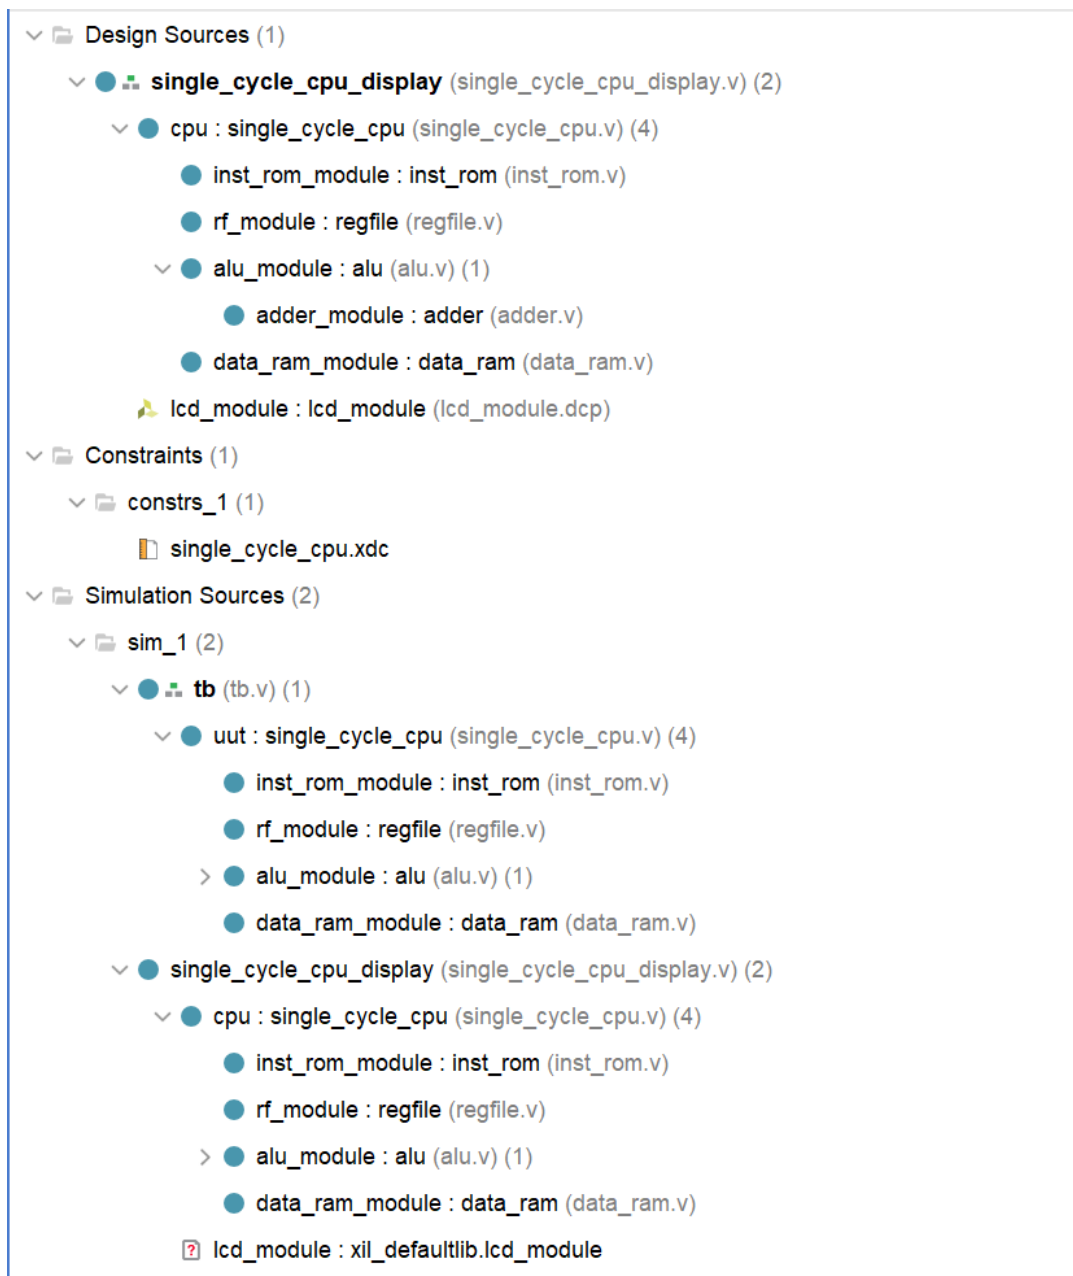 Design Sources (1)
single_cycle_cpu_display (single_cycle_cpu_display.v) (2)
cpu : single_cycle_cpu (single_cycle_cpu.v) (4)
inst_rom_module : inst_rom (inst_rom.v)
rf_module : regfile (regfile.v)
alu_module : alu (alu.v) (1)
adder_module : adder (adder.v)
data_ram_module : data_ram (data_ram.v)
lcd_module : lcd_module (lcd_module.dcp)
Constraints (1)
constrs_1 (1)
single_cycle_cpu.xdc
Simulation Sources (2)
sim_1 (2)
tb (tb.v) (1)
uut : single_cycle_cpu (single_cycle_cpu.v) (4)
inst_rom_module : inst_rom (inst_rom.v)
rf_module : regfile (regfile.v)
alu_module : alu (alu.v) (1)
data_ram_module : data_ram (data_ram.v)
single_cycle_cpu_display (single_cycle_cpu_display.v) (2)
cpu : single_cycle_cpu (single_cycle_cpu.v) (4)
inst_rom_module : inst_rom (inst_rom.v)
rf_module : regfile (regfile.v)
alu_module : alu (alu.v) (1)
data_ram_module : data_ram (data_ram.v)
? lcd_module : xil_defaultlib.lcd_module